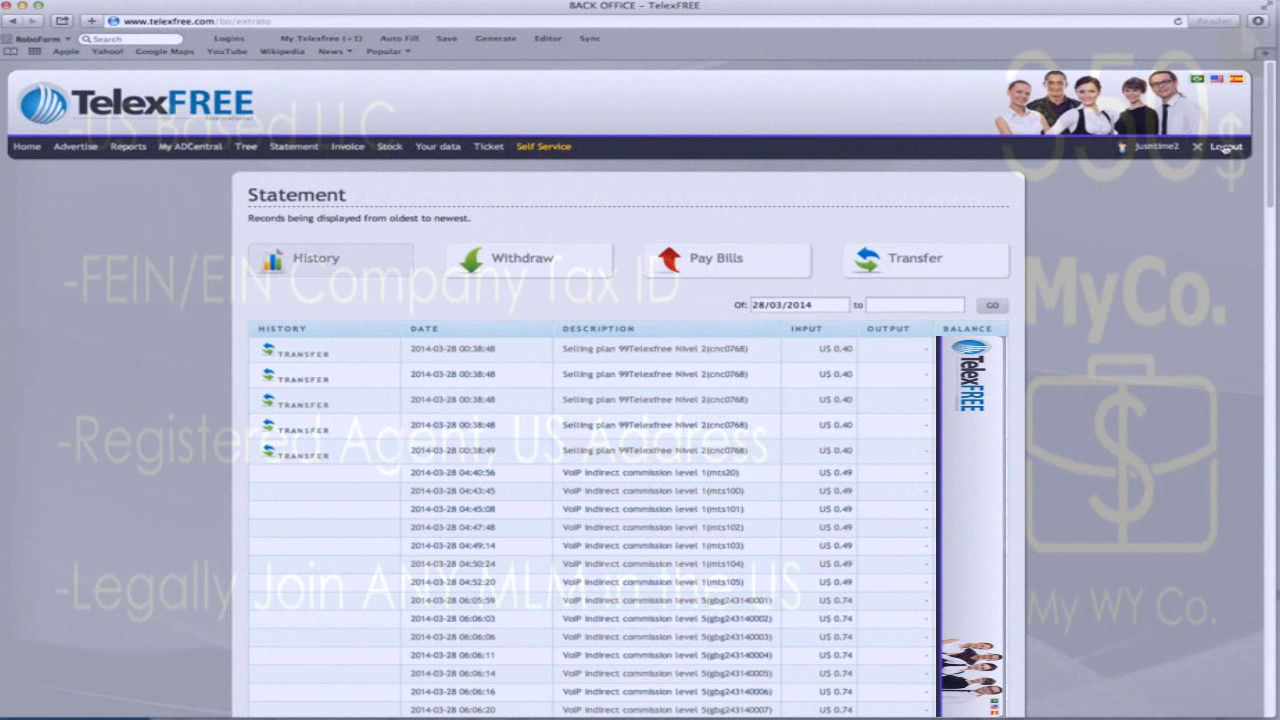 BACK OFFICE – TelexFREE
www.telexfree.com/bo/extrato
Reader
RoboForm Search Logins My Telexfree (+1) Auto Fill Save Generate Editor Sync
Apple Yahoo! Google Maps YouTube Wikipedia News Popular
TelexFREE
International
350$
-US Based LLC
Home Advertise Reports My ADCentral Tree Statement Invoice Stock Your data Ticket Self Service jusntime2 Logout
Statement
Records being displayed from oldest to newest.
History Withdraw Pay Bills Transfer
-FEIN/EIN Company Tax ID
MyCo.
Of: 28/03/2014 to GO
HISTORY DATE DESCRIPTION INPUT OUTPUT BALANCE
TRANSFER 2014-03-28 00:38:48 Selling plan 99Telexfree Nivel 2(cnc0768) U$ 0.40 -
TRANSFER 2014-03-28 00:38:48 Selling plan 99Telexfree Nivel 2(cnc0768) U$ 0.40 -
TRANSFER 2014-03-28 00:38:48 Selling plan 99Telexfree Nivel 2(cnc0768) U$ 0.40 -
TRANSFER 2014-03-28 00:38:48 Selling plan 99Telexfree Nivel 2(cnc0768) U$ 0.40 -
TRANSFER 2014-03-28 00:38:49 Selling plan 99Telexfree Nivel 2(cnc0768) U$ 0.40 -
TelexFREE
-Registered Agent, US Address
$
2014-03-28 04:40:56 VoIP indirect commission level 1(mts20) U$ 0.49 -
2014-03-28 04:43:45 VoIP indirect commission level 1(mts100) U$ 0.49 -
2014-03-28 04:45:08 VoIP indirect commission level 1(mts101) U$ 0.49 -
2014-03-28 04:47:48 VoIP indirect commission level 1(mts102) U$ 0.49 -
2014-03-28 04:49:14 VoIP indirect commission level 1(mts103) U$ 0.49 -
2014-03-28 04:50:24 VoIP indirect commission level 1(mts104) U$ 0.49 -
2014-03-28 04:52:20 VoIP indirect commission level 1(mts105) U$ 0.49 -
-Legally Join ANY MLM in the US
My WY Co.
2014-03-28 06:05:59 VoIP indirect commission level 5(gbg243140001) U$ 0.74 -
2014-03-28 06:06:03 VoIP indirect commission level 5(gbg243140002) U$ 0.74 -
2014-03-28 06:06:06 VoIP indirect commission level 5(gbg243140003) U$ 0.74 -
2014-03-28 06:06:11 VoIP indirect commission level 5(gbg243140004) U$ 0.74 -
2014-03-28 06:06:14 VoIP indirect commission level 5(gbg243140005) U$ 0.74 -
2014-03-28 06:06:16 VoIP indirect commission level 5(gbg243140006) U$ 0.74 -
2014-03-28 06:06:20 VoIP indirect commission level 5(gbg243140007) U$ 0.74 -